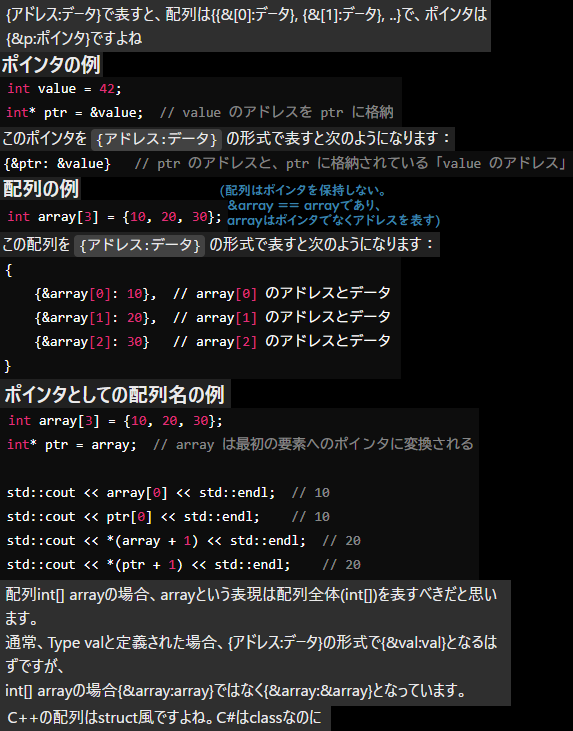 {アドレス:データ}で表すと、配列は{{&[0]:データ}, {&[1]:データ}, ..}で、ポインタは
{&p:ポインタ}ですよね
ポインタの例
int value = 42;
int* ptr = &value;  // value のアドレスを ptr に格納
このポインタを {アドレス:データ} の形式で表すと次のようになります：
{&ptr: &value}   // ptr のアドレスと、ptr に格納されている「value のアドレス」
配列の例
(配列はポインタを保持しない。
&array == arrayであり、
int array[3] = {10, 20, 30};
arrayはポインタでなくアドレスを表す)
この配列を {アドレス:データ} の形式で表すと次のようになります：
{
    {&array[0]: 10},  // array[0] のアドレスとデータ
    {&array[1]: 20},  // array[1] のアドレスとデータ
    {&array[2]: 30}   // array[2] のアドレスとデータ
}
ポインタとしての配列名の例
int array[3] = {10, 20, 30};
int* ptr = array;  // array は最初の要素へのポインタに変換される
std::cout << array[0] << std::endl;  // 10
std::cout << ptr[0] << std::endl;    // 10
std::cout << *(array + 1) << std::endl;  // 20
std::cout << *(ptr + 1) << std::endl;    // 20
配列int[] arrayの場合、arrayという表現は配列全体(int[])を表すべきだと思い
ます。
通常、Type valと定義された場合、{アドレス:データ}の形式で{&val:val}となるは
ずですが、
int[] arrayの場合{&array:array}ではなく{&array:&array}となっています。
C++の配列はstruct風ですよね。C#はclassなのに